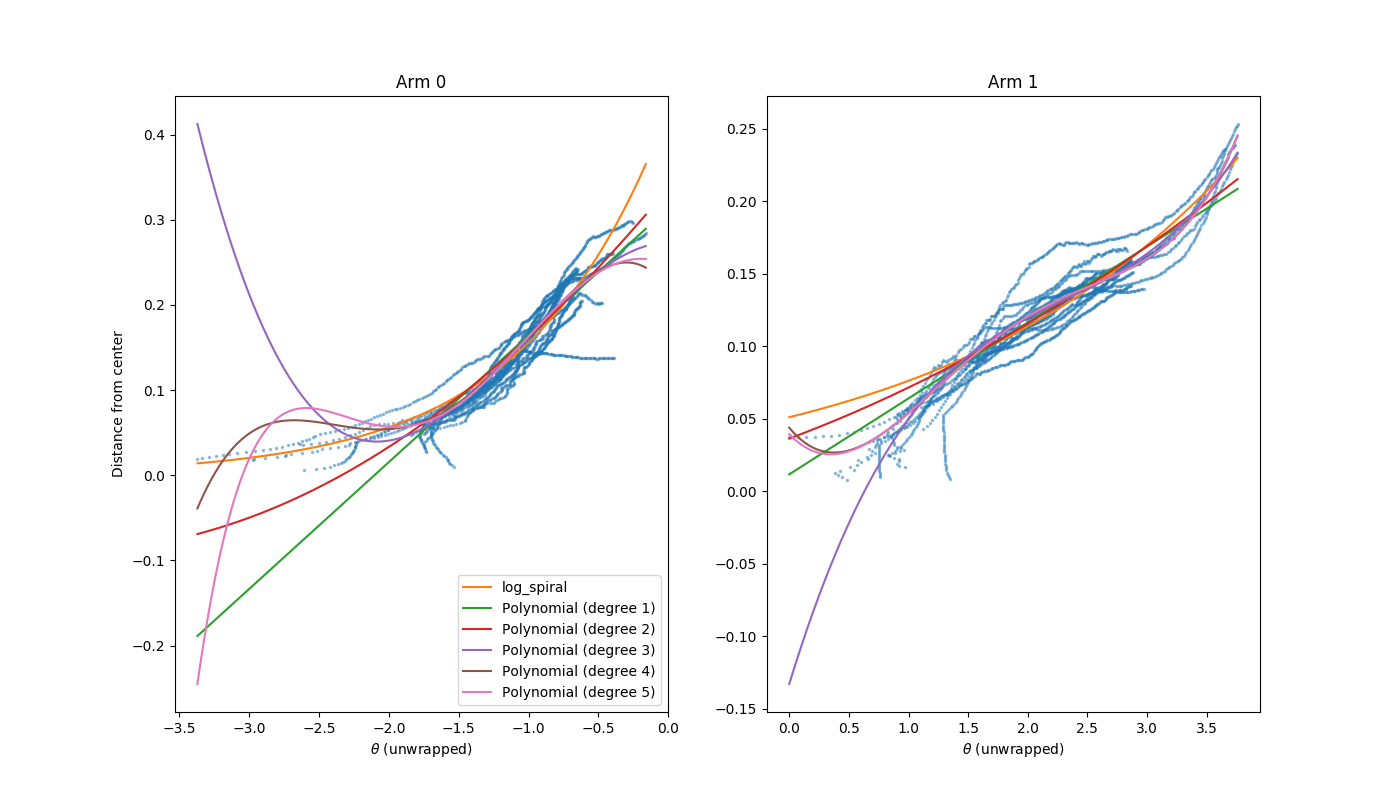 Arm 0
Arm 1
Distance from center
0.4
0.3
0.2
0.1
0.0
−0.1
−0.2
−3.5 −3.0 −2.5 −2.0 −1.5 −1.0 −0.5 0.0
θ (unwrapped)
log_spiral
Polynomial (degree 1)
Polynomial (degree 2)
Polynomial (degree 3)
Polynomial (degree 4)
Polynomial (degree 5)
0.25
0.20
0.15
0.10
0.05
0.00
−0.05
−0.10
−0.15
0.0 0.5 1.0 1.5 2.0 2.5 3.0 3.5
θ (unwrapped)